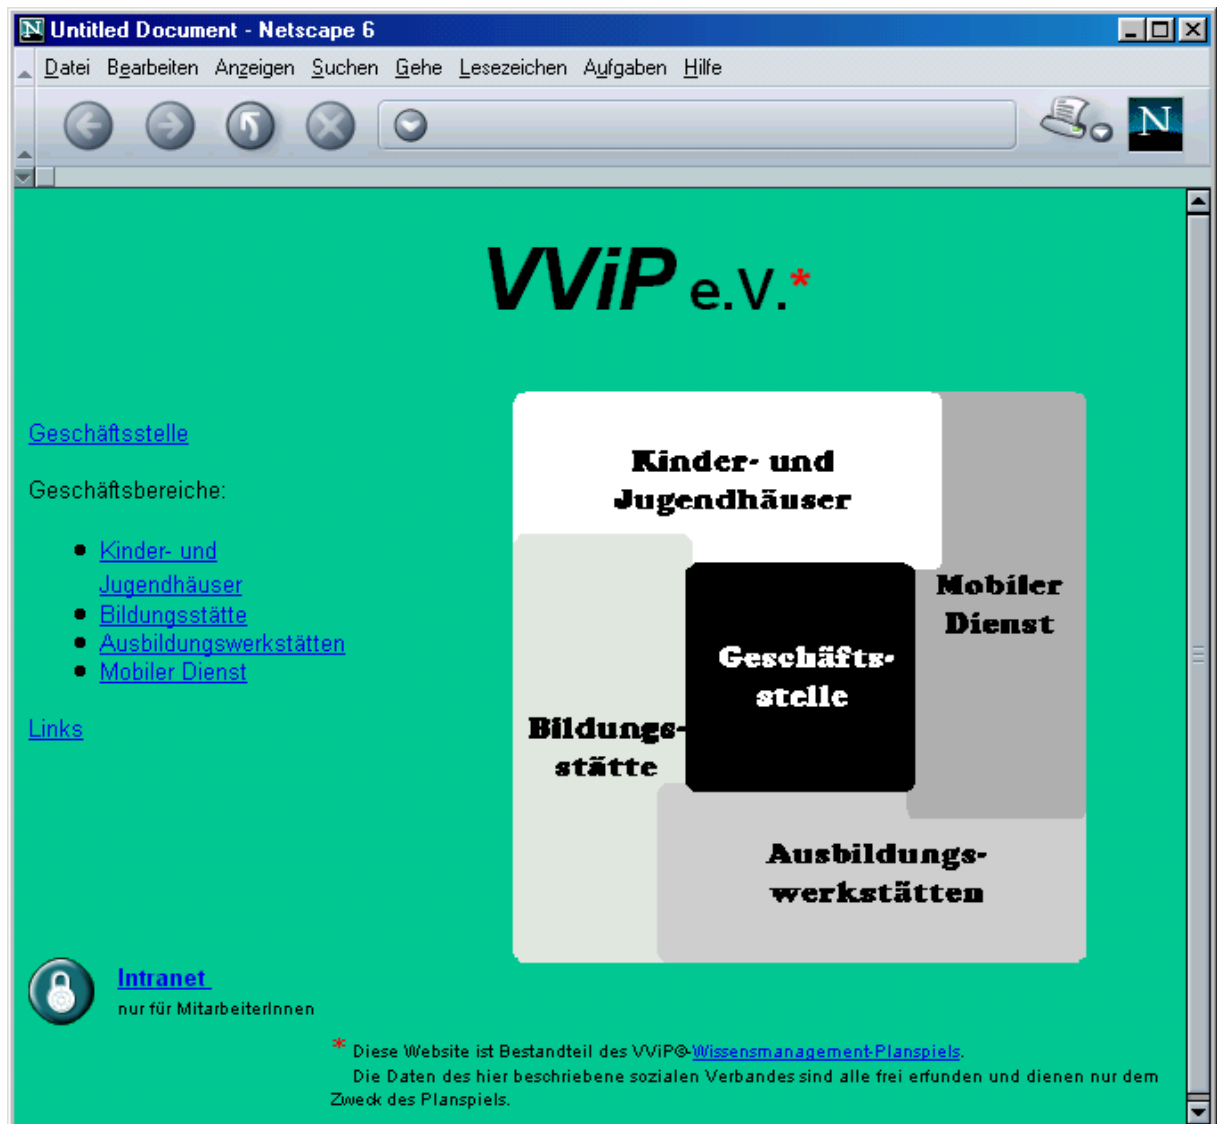 Untitled Document - Netscape 6
Datei Bearbeiten Anzeigen Suchen Gehe Lesezeichen Aufgaben Hilfe
N
VViP e.V.*
Geschäftsstelle
Geschäftsbereiche:
Kinder- und
Jugendhäuser
Bildungsstätte
Ausbildungswerkstätten
Mobiler Dienst
Links
Kinder- und
Jugendhäuser
Mobiler
Dienst
Geschäfts-
stelle
Bildungs-
stätte
Ausbildungs-
werkstätten
Intranet
nur für MitarbeiterInnen
* Diese Website ist Bestandteil des VViP®-Wissensmanagement-Planspiels.
Die Daten des hier beschriebene sozialen Verbandes sind alle frei erfunden und dienen nur dem
Zweck des Planspiels.